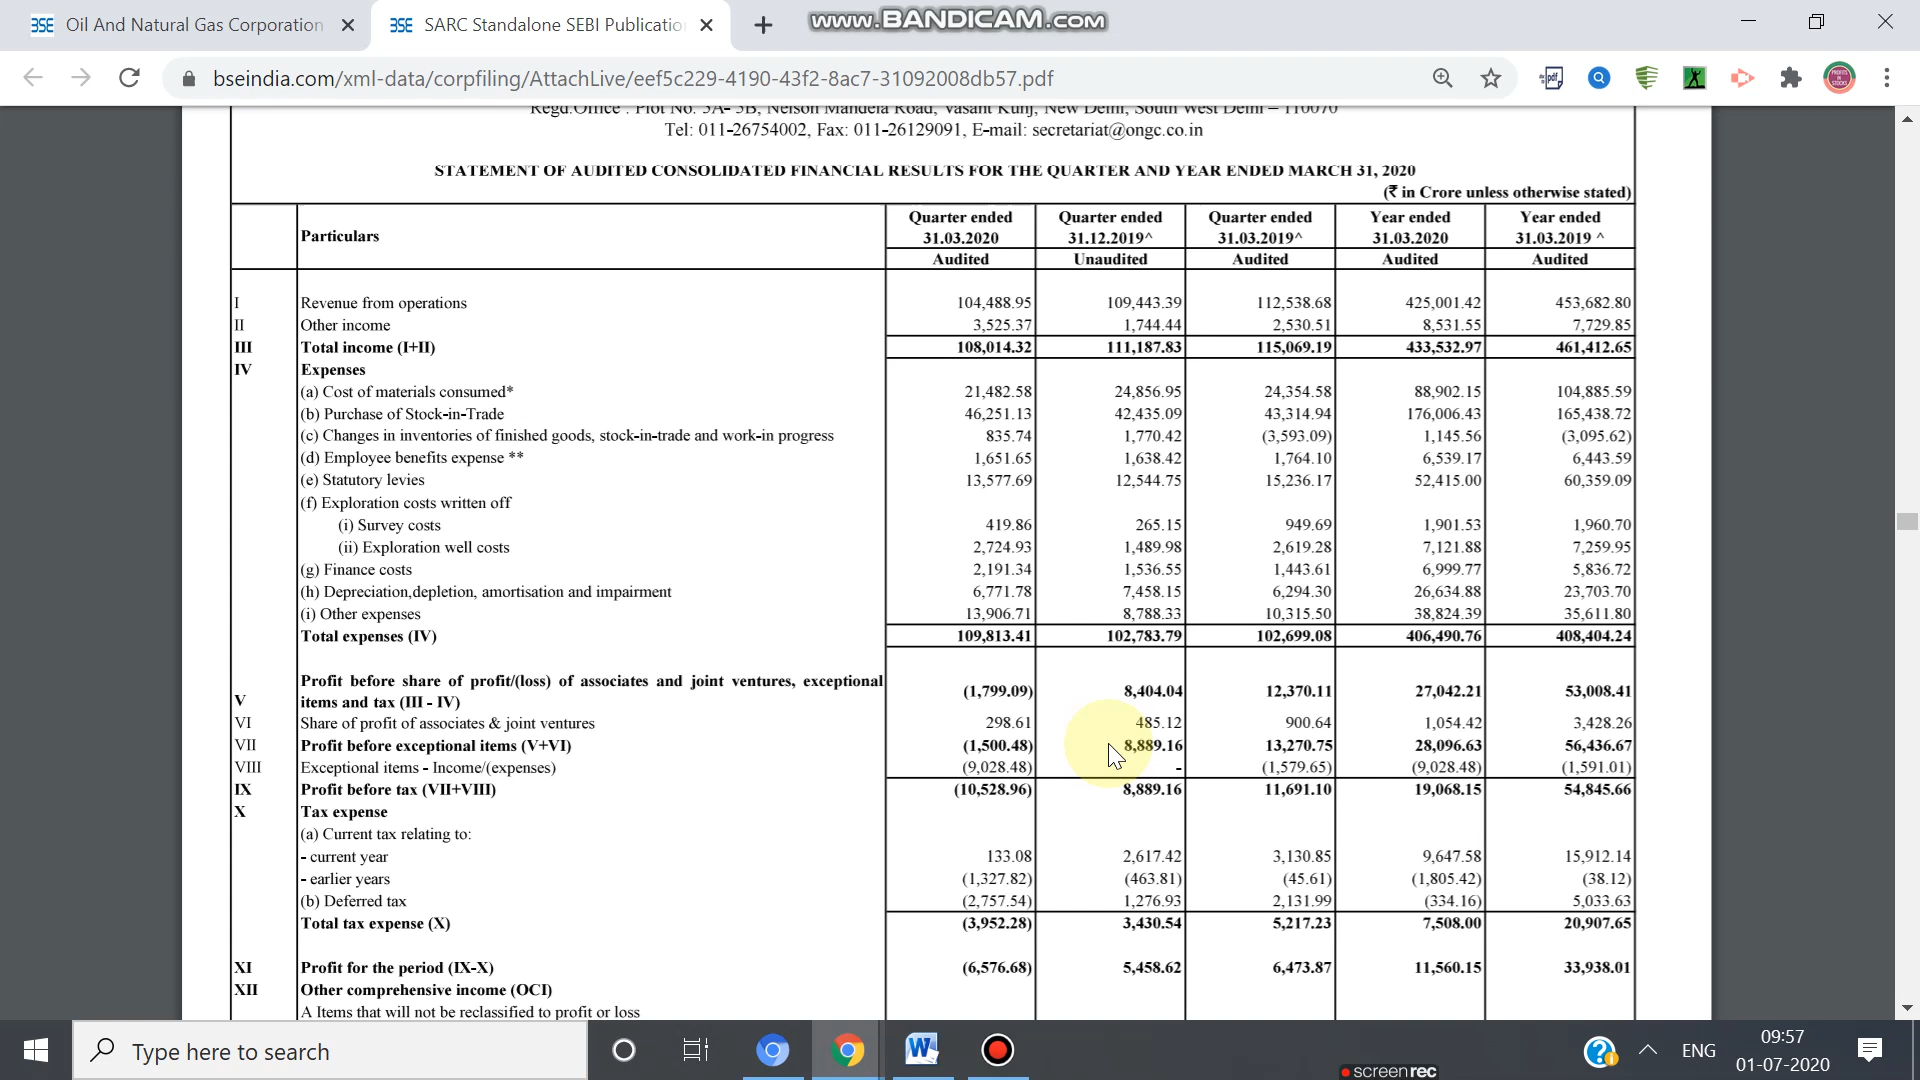 Oil And Natural Gas Corporation
SARC Standalone SEBI Publicatio
www.BANDICAM.com
bseindia.com/xml-data/corpfiling/AttachLive/eef5c229-4190-43f2-8ac7-31092008db57.pdf
Regd.Office : Plot No. 5A- 5B, Nelson Mandela Road, Vasant Kunj, New Delhi, South West Delhi – 110070
Tel: 011-26754002, Fax: 011-26129091, E-mail: secretariat@ongc.co.in
STATEMENT OF AUDITED CONSOLIDATED FINANCIAL RESULTS FOR THE QUARTER AND YEAR ENDED MARCH 31, 2020
(₹ in Crore unless otherwise stated)
Particulars Quarter ended 31.03.2020 Quarter ended 31.12.2019^ Quarter ended 31.03.2019^ Year ended 31.03.2020 Year ended 31.03.2019 ^
Audited Unaudited Audited Audited Audited
I Revenue from operations 104,488.95 109,443.39 112,538.68 425,001.42 453,682.80
II Other income 3,525.37 1,744.44 2,530.51 8,531.55 7,729.85
III Total income (I+II) 108,014.32 111,187.83 115,069.19 433,532.97 461,412.65
IV Expenses
(a) Cost of materials consumed* 21,482.58 24,856.95 24,354.58 88,902.15 104,885.59
(b) Purchase of Stock-in-Trade 46,251.13 42,435.09 43,314.94 176,006.43 165,438.72
(c) Changes in inventories of finished goods, stock-in-trade and work-in progress 835.74 1,770.42 (3,593.09) 1,145.56 (3,095.62)
(d) Employee benefits expense ** 1,651.65 1,638.42 1,764.10 6,539.17 6,443.59
(e) Statutory levies 13,577.69 12,544.75 15,236.17 52,415.00 60,359.09
(f) Exploration costs written off
(i) Survey costs 419.86 265.15 949.69 1,901.53 1,960.70
(ii) Exploration well costs 2,724.93 1,489.98 2,619.28 7,121.88 7,259.95
(g) Finance costs 2,191.34 1,536.55 1,443.61 6,999.77 5,836.72
(h) Depreciation,depletion, amortisation and impairment 6,771.78 7,458.15 6,294.30 26,634.88 23,703.70
(i) Other expenses 13,906.71 8,788.33 10,315.50 38,824.39 35,611.80
Total expenses (IV) 109,813.41 102,783.79 102,699.08 406,490.76 408,404.24
Profit before share of profit/(loss) of associates and joint ventures, exceptional
V items and tax (III - IV) (1,799.09) 8,404.04 12,370.11 27,042.21 53,008.41
VI Share of profit of associates & joint ventures 298.61 485.12 900.64 1,054.42 3,428.26
VII Profit before exceptional items (V+VI) (1,500.48) 8,889.16 13,270.75 28,096.63 56,436.67
VIII Exceptional items - Income/(expenses) (9,028.48) - (1,579.65) (9,028.48) (1,591.01)
IX Profit before tax (VII+VIII) (10,528.96) 8,889.16 11,691.10 19,068.15 54,845.66
X Tax expense
(a) Current tax relating to:
- current year 133.08 2,617.42 3,130.85 9,647.58 15,912.14
- earlier years (1,327.82) (463.81) (45.61) (1,805.42) (38.12)
(b) Deferred tax (2,757.54) 1,276.93 2,131.99 (334.16) 5,033.63
Total tax expense (X) (3,952.28) 3,430.54 5,217.23 7,508.00 20,907.65
XI Profit for the period (IX-X) (6,576.68) 5,458.62 6,473.87 11,560.15 33,938.01
XII Other comprehensive income (OCI)
A Items that will not be reclassified to profit or loss
Type here to search
ENG
09:57
01-07-2020
screenrec